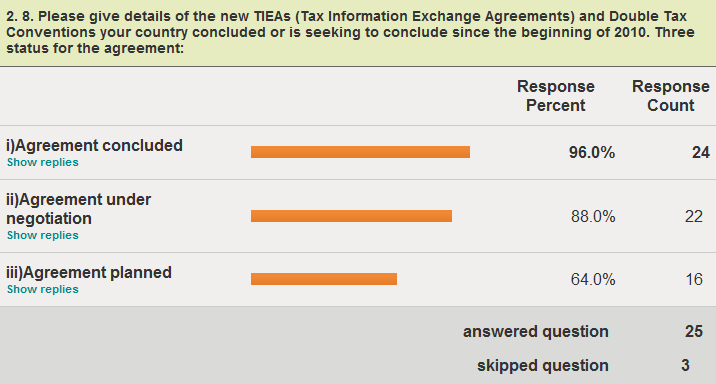 2. 8. Please give details of the new TIEAs (Tax Information Exchange Agreements) and Double Tax
Conventions your country concluded or is seeking to conclude since the beginning of 2010. Three
status for the agreement:
Response Percent
Response Count
i)Agreement concluded
96.0%
24
Show replies
ii)Agreement under
negotiation
88.0%
22
Show replies
iii)Agreement planned
64.0%
16
Show replies
answered question 25
skipped question 3